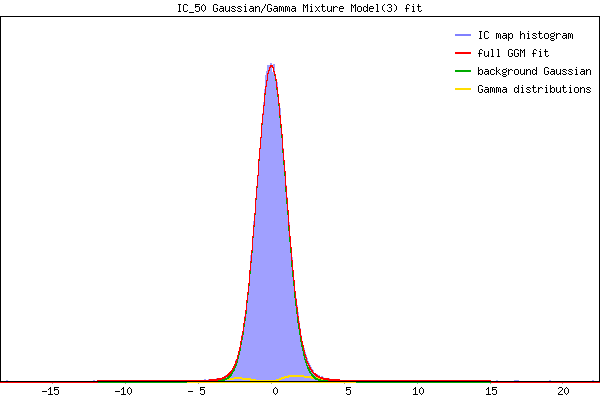 IC_50 Gaussian/Gamma Mixture Model(3) fit
IC map histogram
full GGM fit
background Gaussian
Gamma distributions
-15 -10 -5 0 5 10 15 20